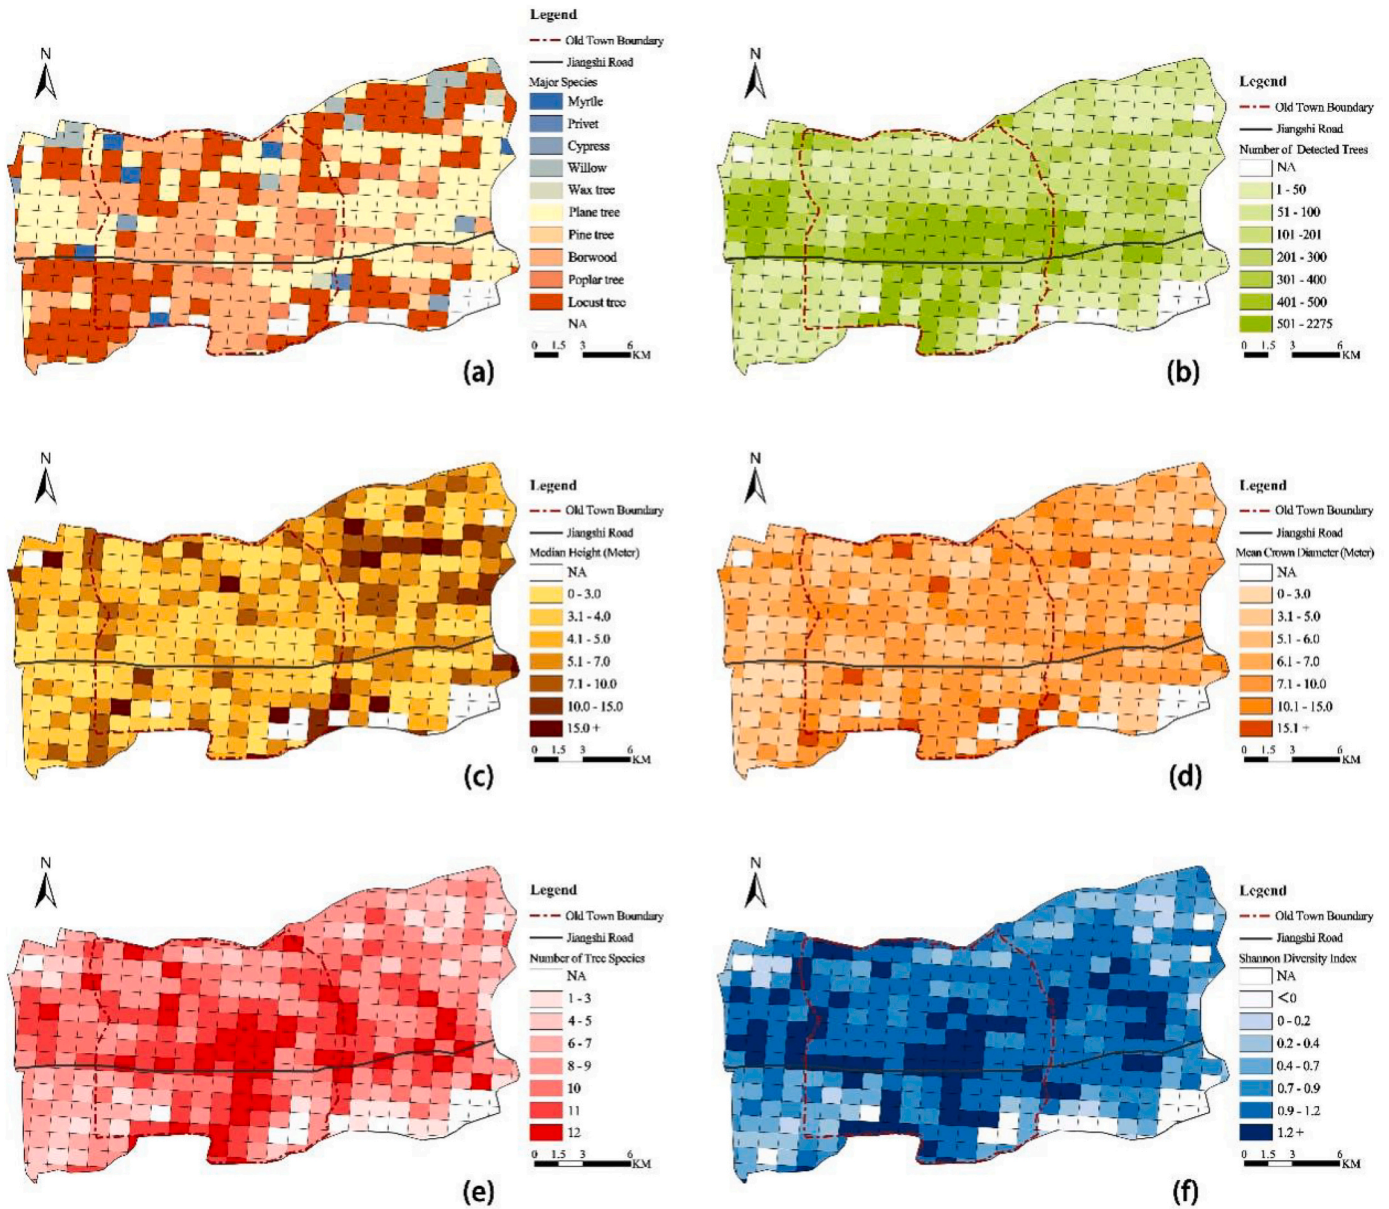 Legend
Old Town Boundary
Jiangshi Road
Major Species
Myrtle
Privet
Cypress
Willow
Wax tree
Plane tree
Pine tree
Borwood
Poplar tree
Locust tree
NA
0 1.5 3 6
KM
N
(a)
Legend
Old Town Boundary
Jiangshi Road
Number of Detected Trees
NA
1 - 50
51 - 100
101 -201
201 - 300
301 - 400
401 - 500
501 - 2275
0 1.5 3 6
KM
N
(b)
Legend
Old Town Boundary
Jiangshi Road
Median Height (Meter)
NA
0 - 3.0
3.1 - 4.0
4.1 - 5.0
5.1 - 7.0
7.1 - 10.0
10.0 - 15.0
15.0 +
0 1.5 3 6
KM
N
(c)
Legend
Old Town Boundary
Jiangshi Road
Mean Crown Diameter (Meter)
NA
0 - 3.0
3.1 - 5.0
5.1 - 6.0
6.1 - 7.0
7.1 - 10.0
10.1 - 15.0
15.1 +
0 1.5 3 6
KM
N
(d)
Legend
Old Town Boundary
Jiangshi Road
Number of Tree Species
NA
1 - 3
4 - 5
6 - 7
8 - 9
10
11
12
0 1.5 3 6
KM
N
(e)
Legend
Old Town Boundary
Jiangshi Road
Shannon Diversity Index
NA
<0
0 - 0.2
0.2 - 0.4
0.4 - 0.7
0.7 - 0.9
0.9 - 1.2
1.2 +
0 1.5 3 6
KM
N
(f)